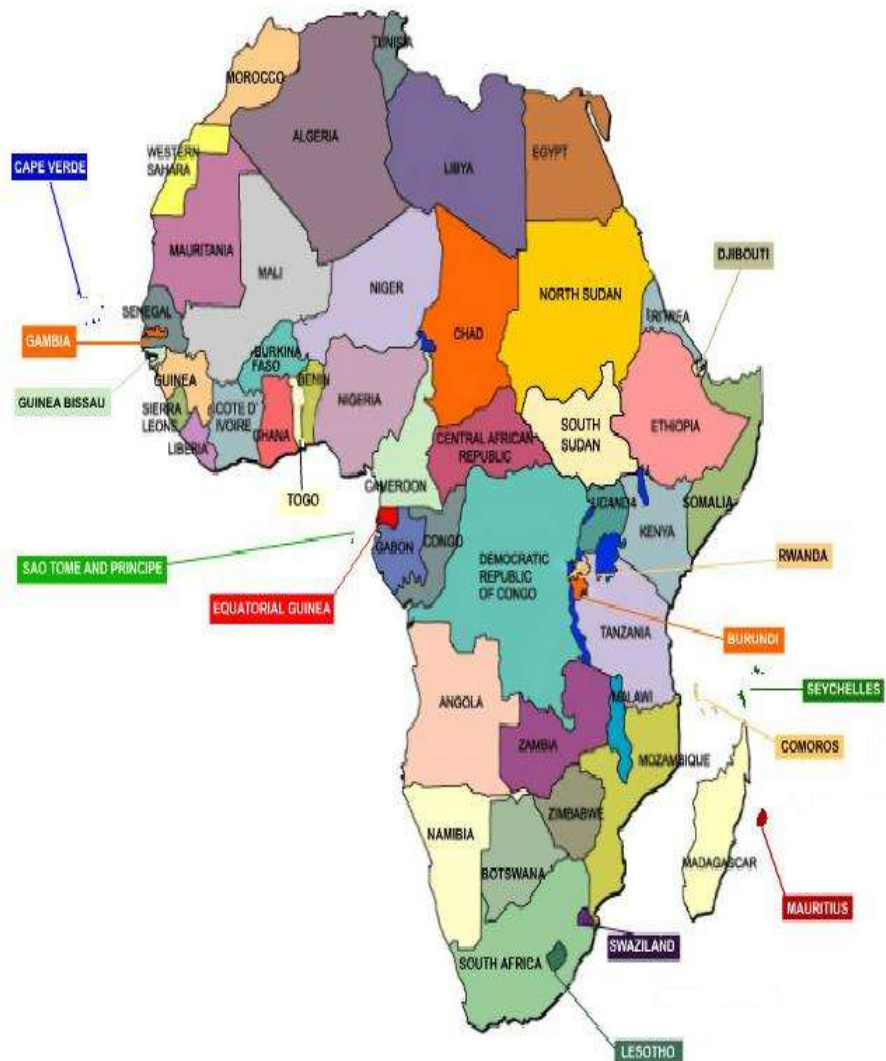 TUNISIA
MOROCCO
ALGERIA
WESTERN
SAHARA
LIBYA
EGYPT
CAPE VERDE
MAURITANIA
MALI
NIGER
CHAD
NORTH SUDAN
DJIBOUTI
ERITREA
SENEGAL
GAMBIA
BURKINA
FASO
BENIN
GUINEA
GUINEA BISSAU
NIGERIA
SIERRA
LEONE
COTE D'
IVOIRE
GHANA
LIBERIA
CENTRAL AFRICAN
REPUBLIC
SOUTH
SUDAN
ETHIOPIA
TOGO
CAMEROON
UGANDA
KENYA
SOMALIA
SAO TOME AND PRINCIPE
GABON
CONGO
DEMOCRATIC
REPUBLIC
OF CONGO
RWANDA
EQUATORIAL GUINEA
TANZANIA
BURUNDI
ANGOLA
MALAWI
SEYCHELLES
ZAMBIA
COMOROS
MOZAMBIQUE
NAMIBIA
ZIMBABWE
BOTSWANA
MADAGASCAR
MAURITIUS
SWAZILAND
SOUTH AFRICA
LESOTHO